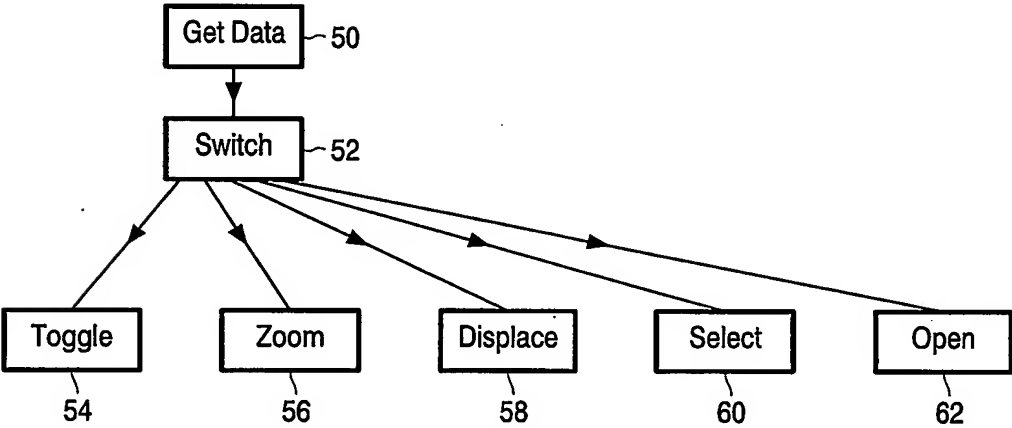 Get Data
50
Switch
52
Toggle
Zoom
Displace
Select
Open
54
56
58
60
62